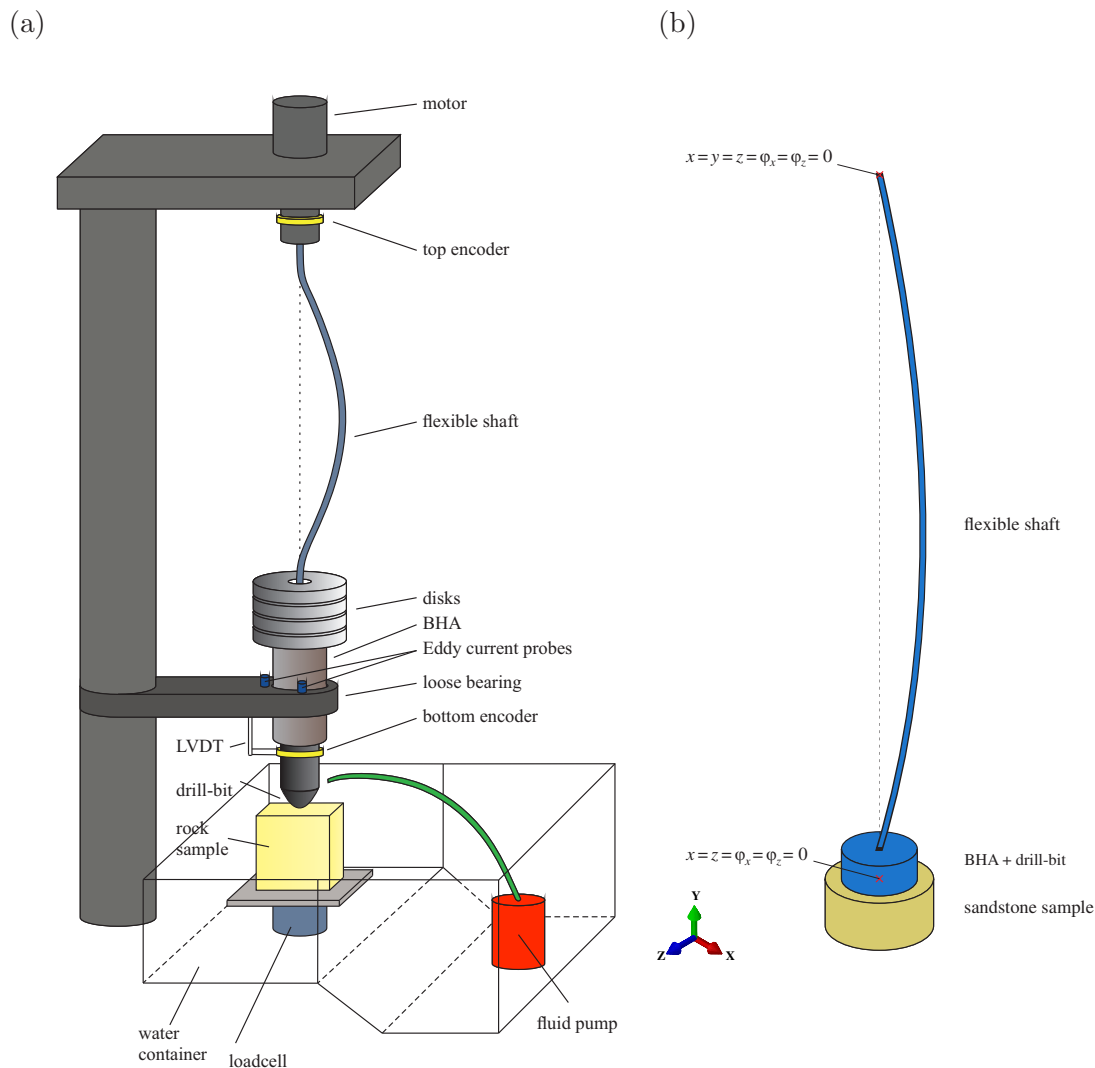 (a)
motor
top encoder
flexible shaft
disks
BHA
Eddy current probes
loose bearing
bottom encoder
LVDT
drill-bit
rock
sample
fluid pump
water
container
loadcell
(b)
x = y = z = φx = φz = 0
flexible shaft
x = z = φx = φz = 0
BHA + drill-bit
sandstone sample
Y
Z
X